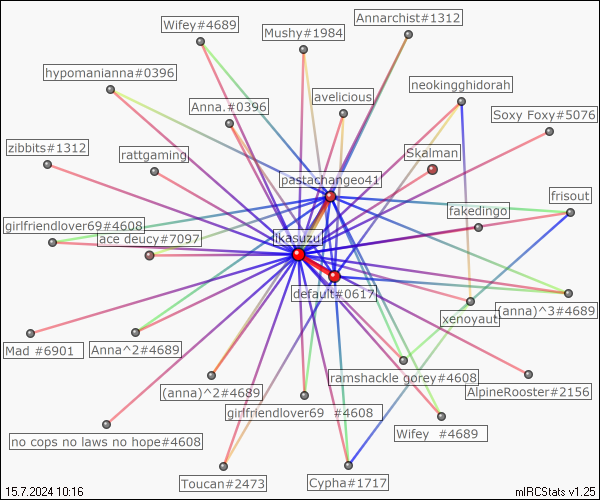 Annarchist#1312
Wifey#4689
Mushy#1984
hypomanianna#0396
neokingghidorah
avelicious
Anna.#0396
Soxy Foxy#5076
zibbits#1312
rattgaming
Skalman
pastachangeo41
frisout
fakedingo
girlfriendlover69#4608
ace deucy#7097
ikasuzu
default#0617
(anna)^3#4689
xenoyaut
Mad #6901
Anna^2#4689
ramshackle gorey#4608
(anna)^2#4689
AlpineRooster#2156
girlfriendlover69 #4608
Wifey #4689
no cops no laws no hope#4608
Toucan#2473
Cypha#1717
15.7.2024 10:16
mIRCStats v1.25